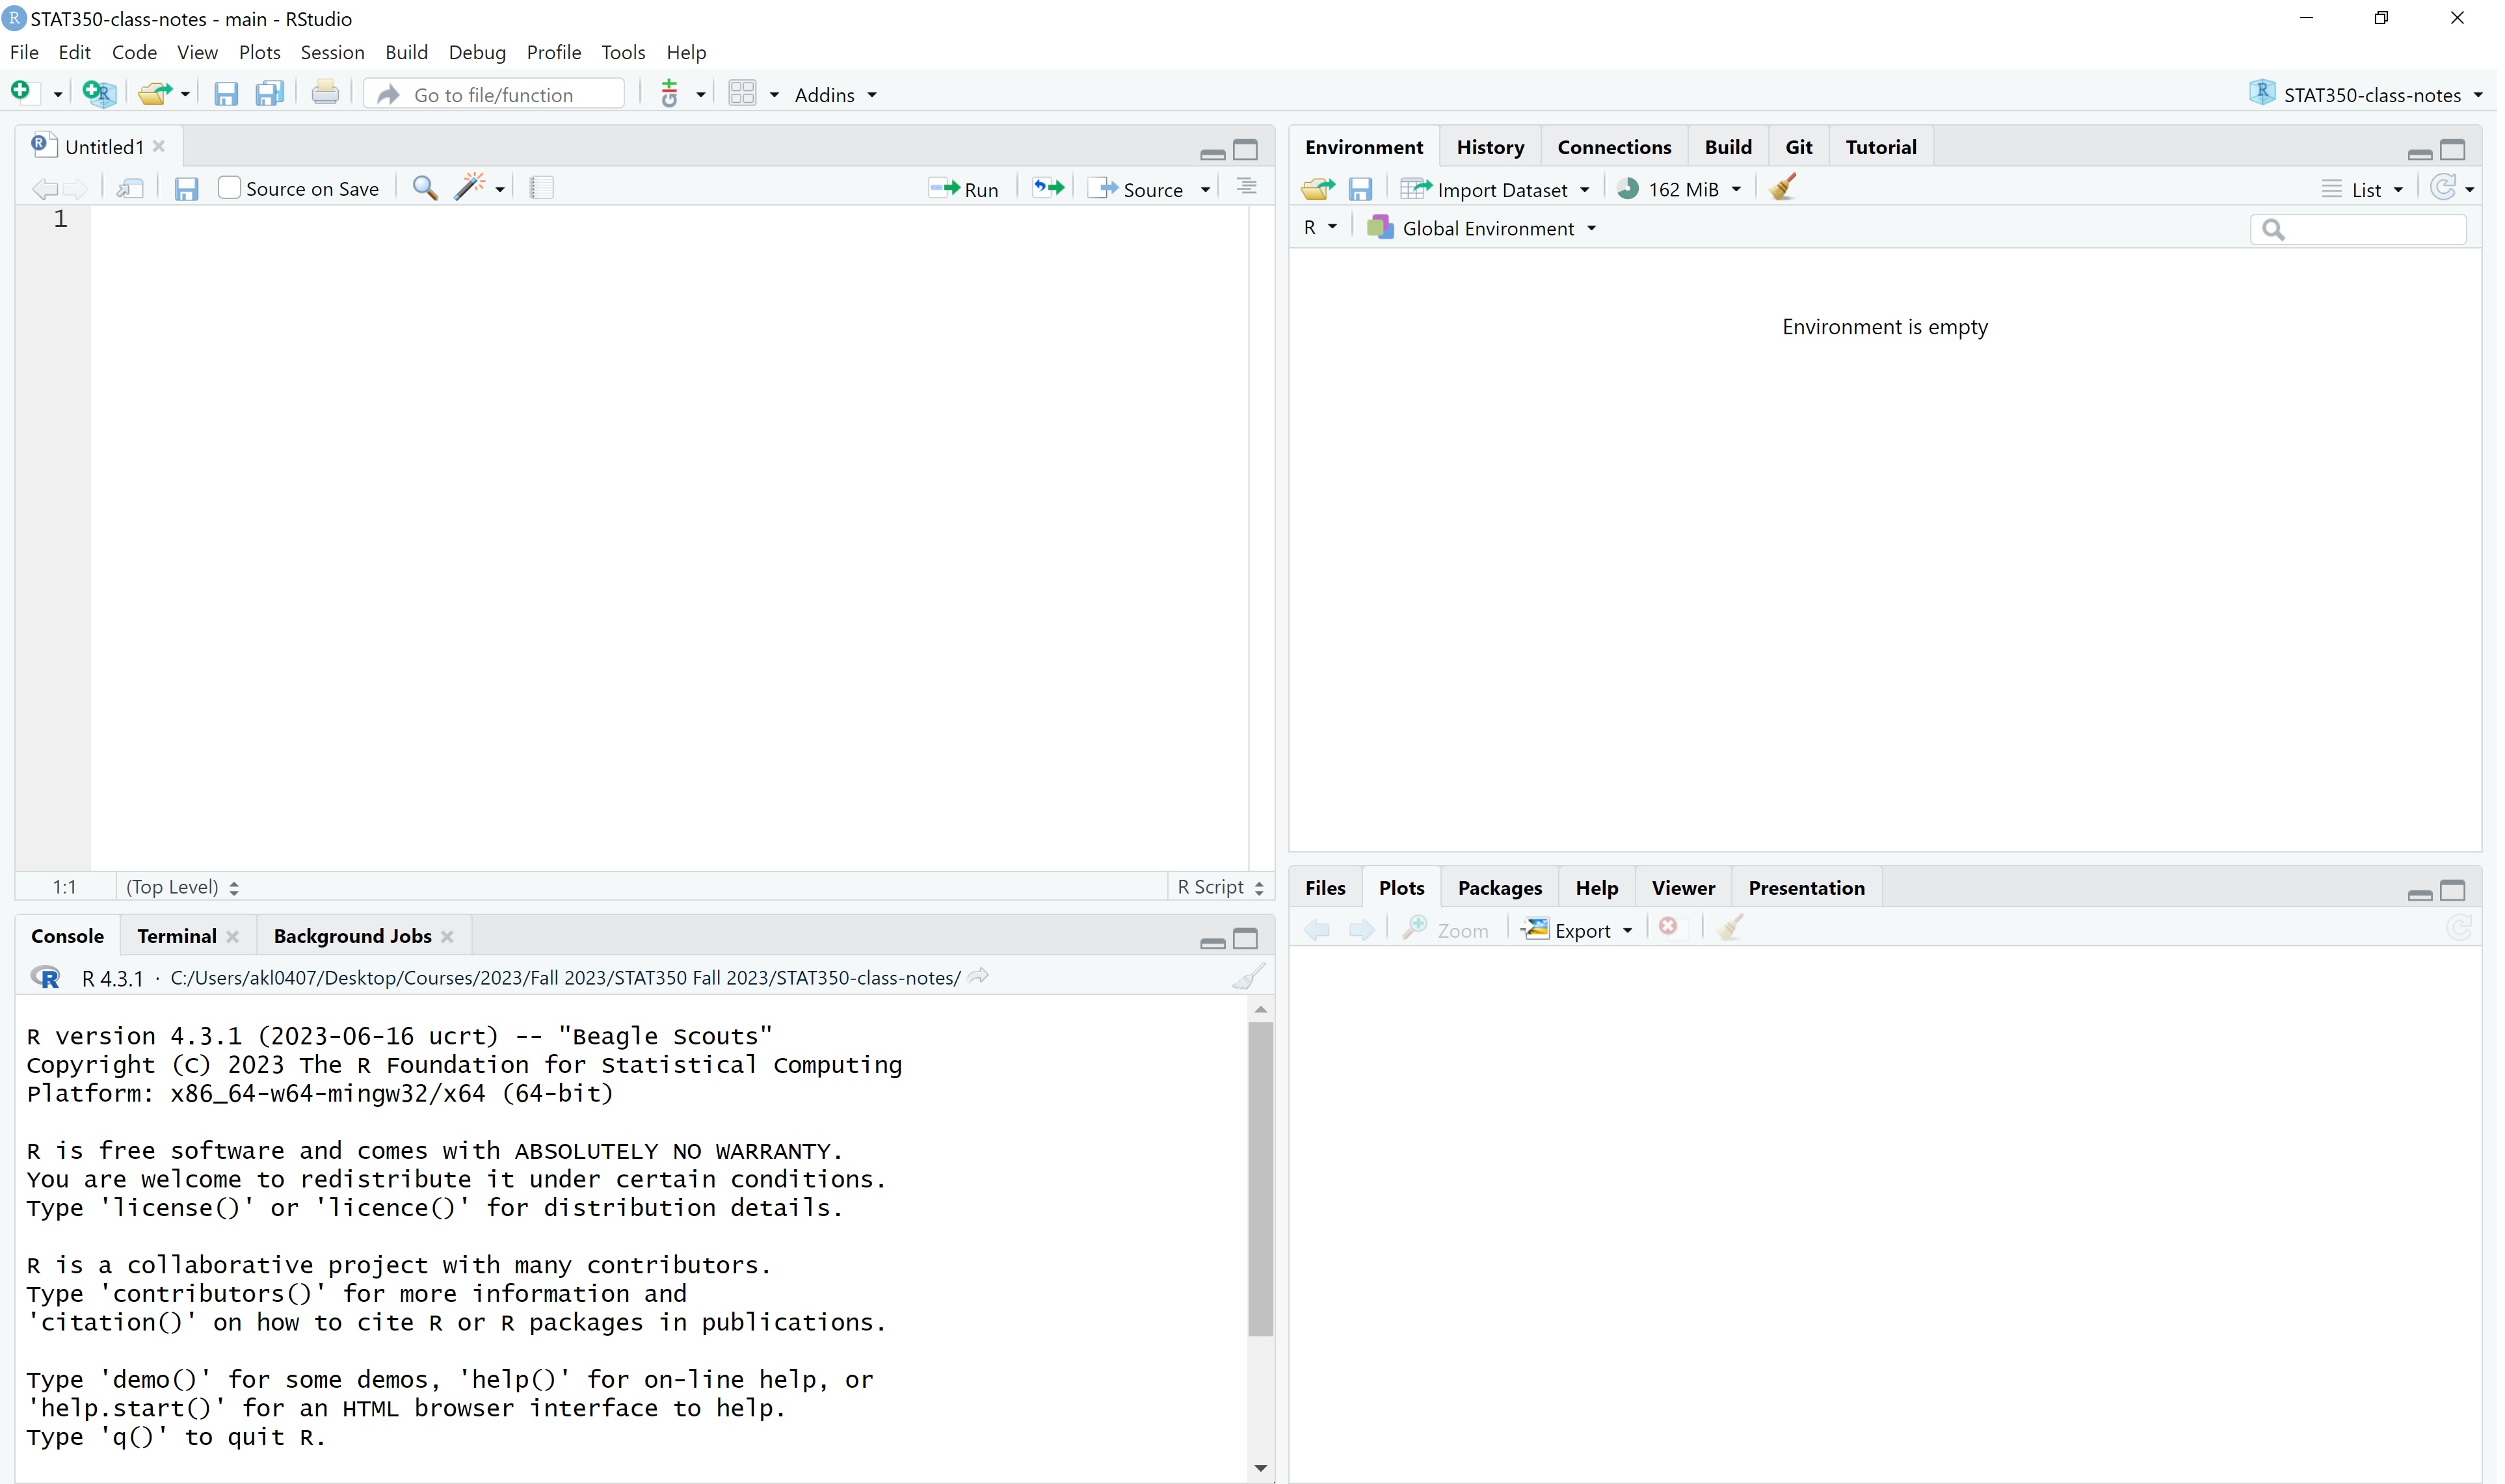 STAT350-class-notes - main - RStudio
File Edit Code View Plots Session Build Debug Profile Tools Help
Go to file/function Addins STAT350-class-notes
Untitled1
Source on Save Run Source
1
1:1 (Top Level) R Script
Console Terminal Background Jobs
R 4.3.1 · C:/Users/akl0407/Desktop/Courses/2023/Fall 2023/STAT350 Fall 2023/STAT350-class-notes/
R version 4.3.1 (2023-06-16 ucrt) -- "Beagle Scouts"
Copyright (C) 2023 The R Foundation for Statistical Computing
Platform: x86_64-w64-mingw32/x64 (64-bit)
R is free software and comes with ABSOLUTELY NO WARRANTY.
You are welcome to redistribute it under certain conditions.
Type 'license()' or 'licence()' for distribution details.
R is a collaborative project with many contributors.
Type 'contributors()' for more information and
'citation()' on how to cite R or R packages in publications.
Type 'demo()' for some demos, 'help()' for on-line help, or
'help.start()' for an HTML browser interface to help.
Type 'q()' to quit R.
Environment History Connections Build Git Tutorial
Import Dataset 162 MiB List
R Global Environment
Environment is empty
Files Plots Packages Help Viewer Presentation
Zoom Export